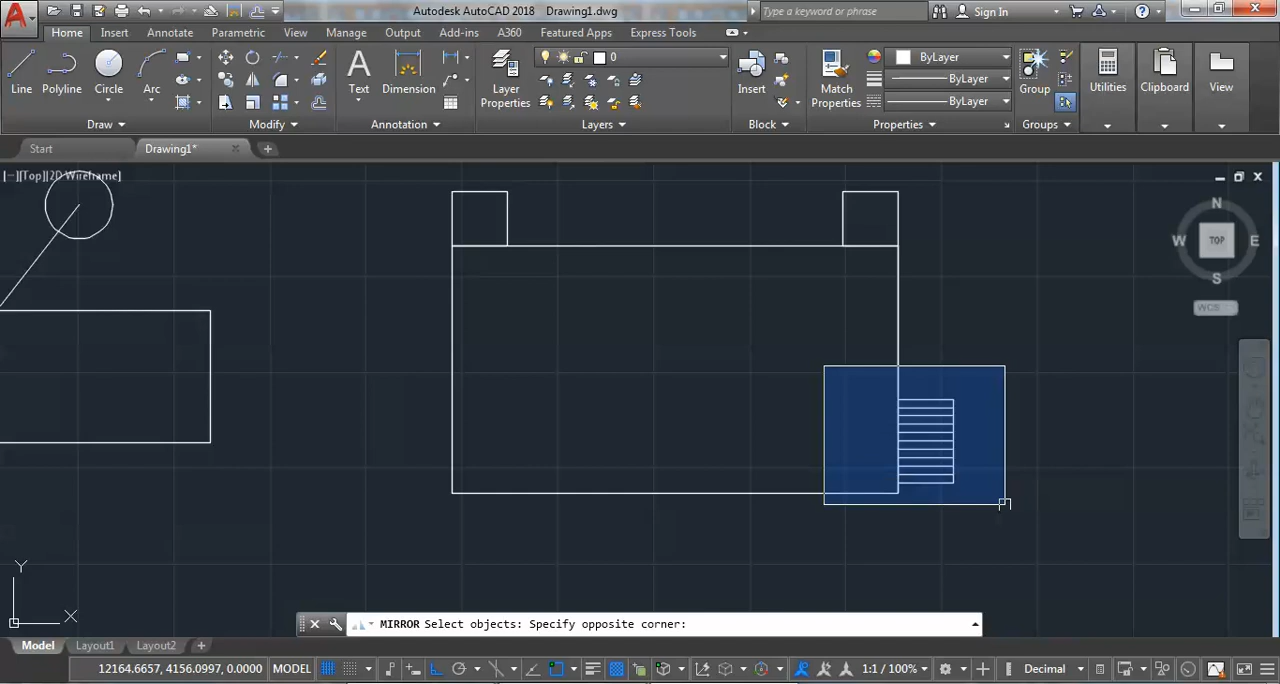 Autodesk AutoCAD 2018 Drawing1.dwg
Type a keyword or phrase
Sign In
Home Insert Annotate Parametric View Manage Output Add-ins A360 Featured Apps Express Tools
Line Polyline Circle Arc
Text Dimension
Layer Properties
0
Insert
Match Properties
ByLayer
ByLayer
ByLayer
Group
Utilities
Clipboard
View
Draw Modify Annotation Layers Block Properties Groups
Start Drawing1*
[−][Top][2D Wireframe]
N
W TOP E
S
WCS
Y
X
MIRROR Select objects: Specify opposite corner:
Model Layout1 Layout2
12164.6657, 4156.0997, 0.0000 MODEL 1:1 / 100% Decimal